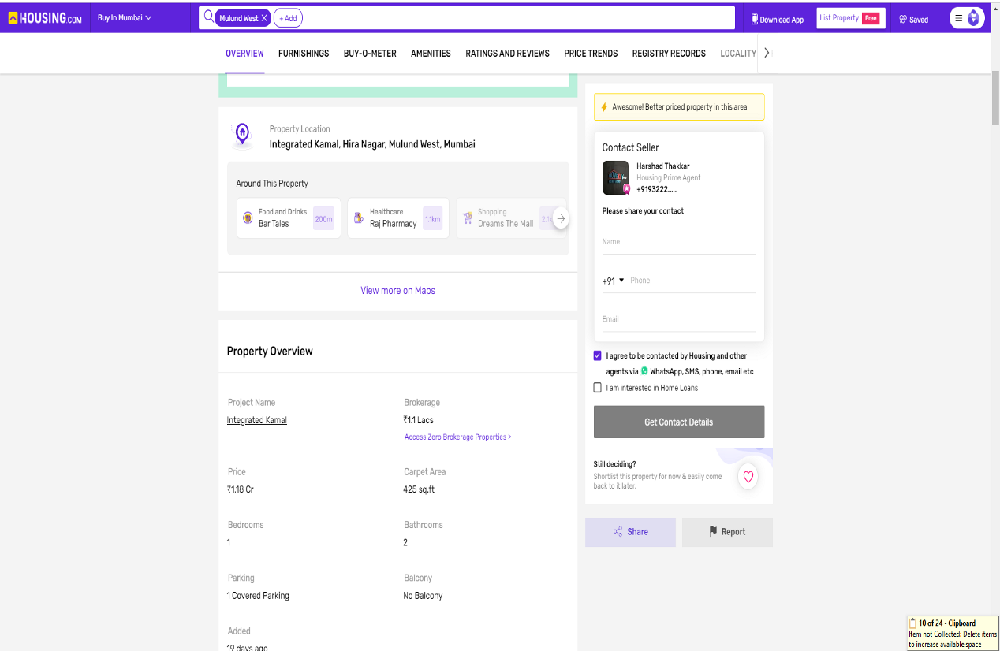 HOUSING.COM
Buy In Mumbai
Mulund West X
+ Add
Download App
List Property Free
Saved
OVERVIEW
FURNISHINGS
BUY-O-METER
AMENITIES
RATINGS AND REVIEWS
PRICE TRENDS
REGISTRY RECORDS
LOCALITY
Property Location
Integrated Kamal, Hira Nagar, Mulund West, Mumbai
Around This Property
Food and Drinks
Bar Tales
200m
Healthcare
Raj Pharmacy
1.1km
Shopping
Dreams The Mall
View more on Maps
Property Overview
Project Name
Integrated Kamal
Brokerage
₹1.1 Lacs
Access Zero Brokerage Properties >
Price
₹1.18 Cr
Carpet Area
425 sq.ft
Bedrooms
1
Bathrooms
2
Parking
1 Covered Parking
Balcony
No Balcony
Added
19 days ago
Awesome! Better priced property in this area
Contact Seller
Harshad Thakkar
Housing Prime Agent
+9193222.....
Please share your contact
Name
+91
Phone
Email
I agree to be contacted by Housing and other
agents via WhatsApp, SMS, phone, email etc
I am interested in Home Loans
Get Contact Details
Still deciding?
Shortlist this property for now & easily come
back to it later.
Share
Report
10 of 24 - Clipboard
Item not Collected: Delete items
to increase available space